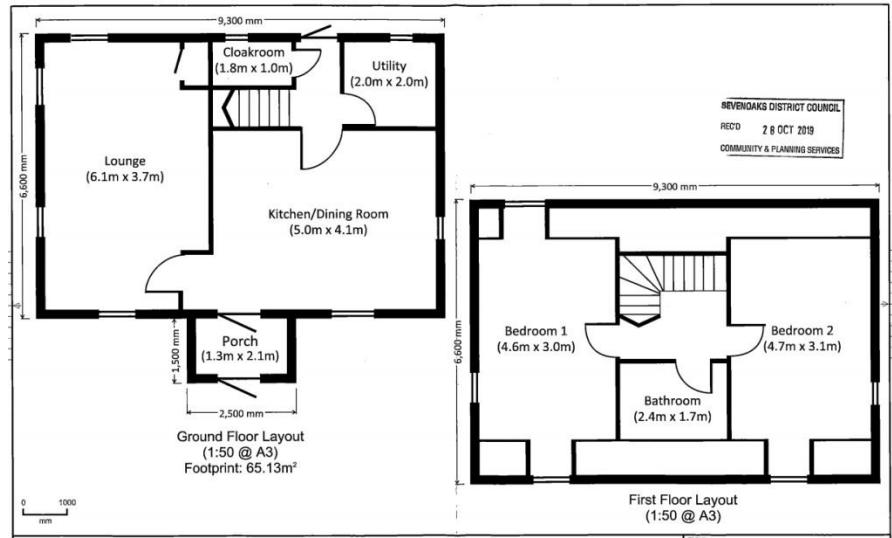 9,300 mm
Cloakroom
(1.8m x 1.0m)
Utility
(2.0m x 2.0m)
Lounge
(6.1m x 3.7m)
6,600 mm
Kitchen/Dining Room
(5.0m x 4.1m)
Porch
(1.3m x 2.1m)
1,500 mm
2,500 mm
Ground Floor Layout
(1:50 @ A3)
Footprint: 65.13m²
0 1000
mm
SEVENOAKS DISTRICT COUNCIL
REC'D 28 OCT 2019
COMMUNITY & PLANNING SERVICES
9,300 mm
6,600 mm
Bedroom 1
(4.6m x 3.0m)
Bedroom 2
(4.7m x 3.1m)
Bathroom
(2.4m x 1.7m)
First Floor Layout
(1:50 @ A3)